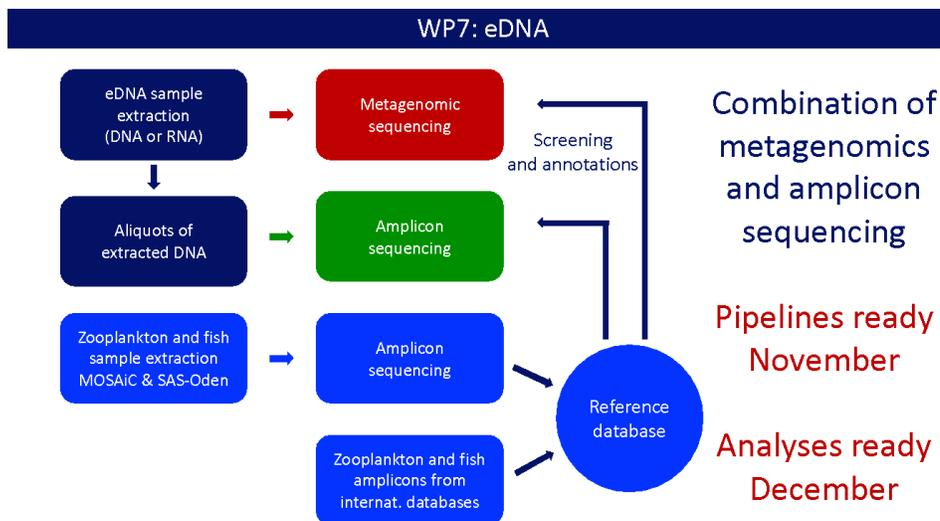 WP7: eDNA
eDNA sample
extraction
(DNA or RNA)
Metagenomic
sequencing
Screening
and annotations
Aliquots of
extracted DNA
Amplicon
sequencing
Zooplankton and fish
sample extraction
MOSAiC & SAS-Oden
Amplicon
sequencing
Zooplankton and fish
amplicons from
internat. databases
Reference
database
Combination of
metagenomics
and amplicon
sequencing
Pipelines ready
November
Analyses ready
December